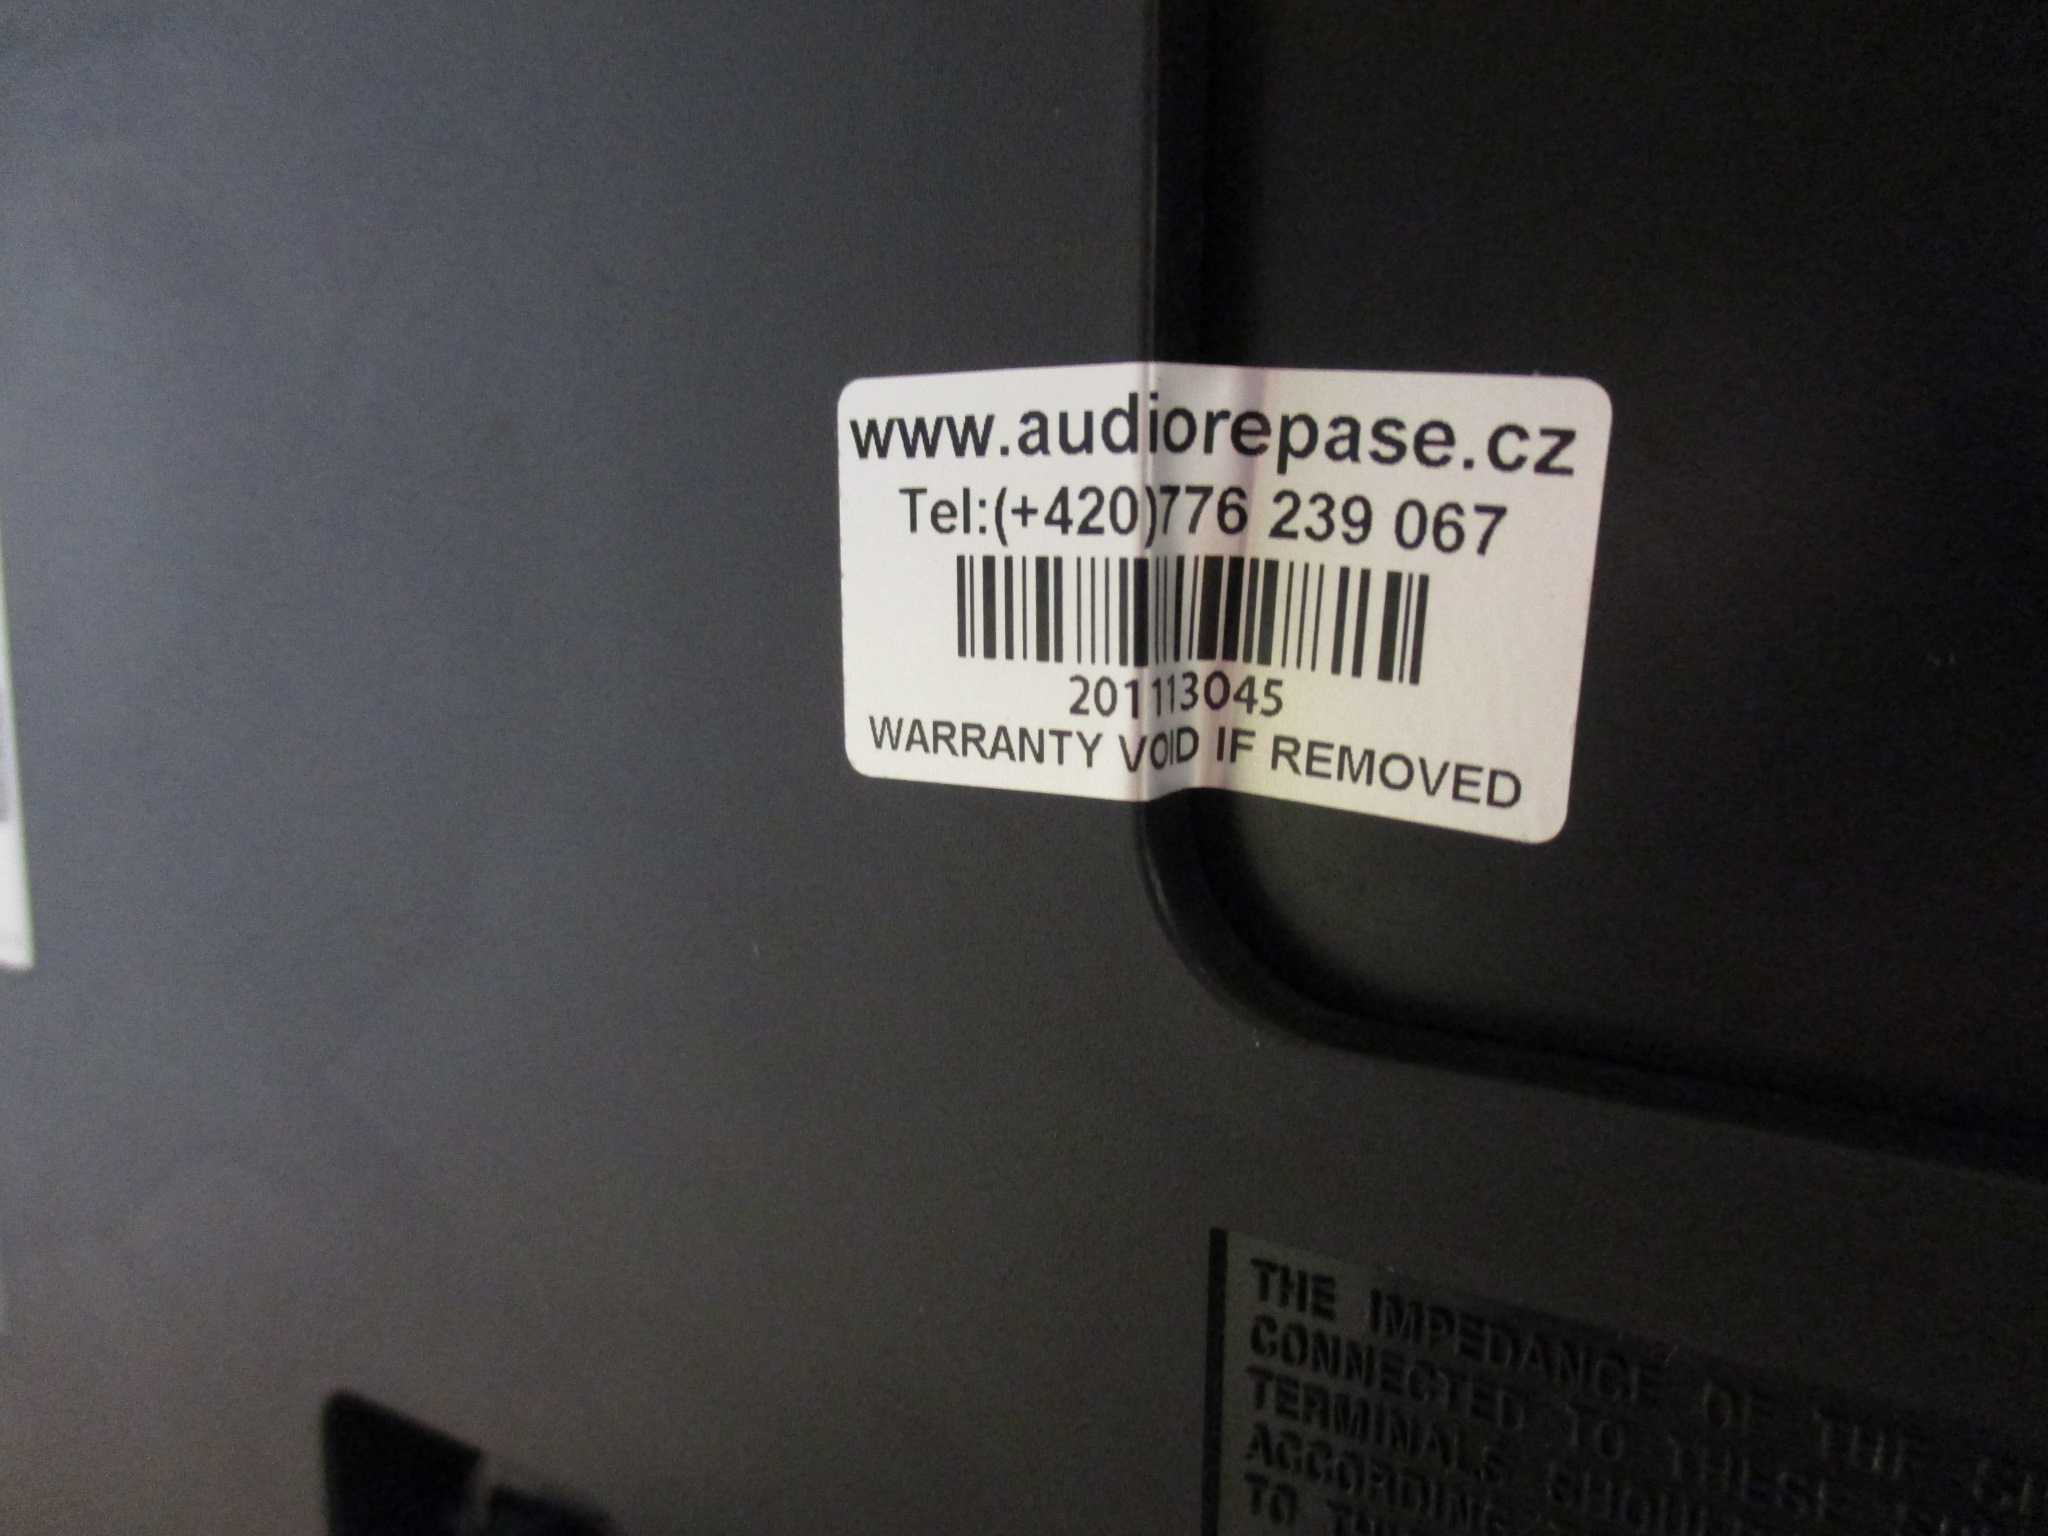 www.audiorepase.cz
Tel:(+420)776 239 067
201113045
WARRANTY VOID IF REMOVED
THE IMPEDANCE OF THE
CONNECTED TO THESE
TERMINALS
ACCORDING
TO